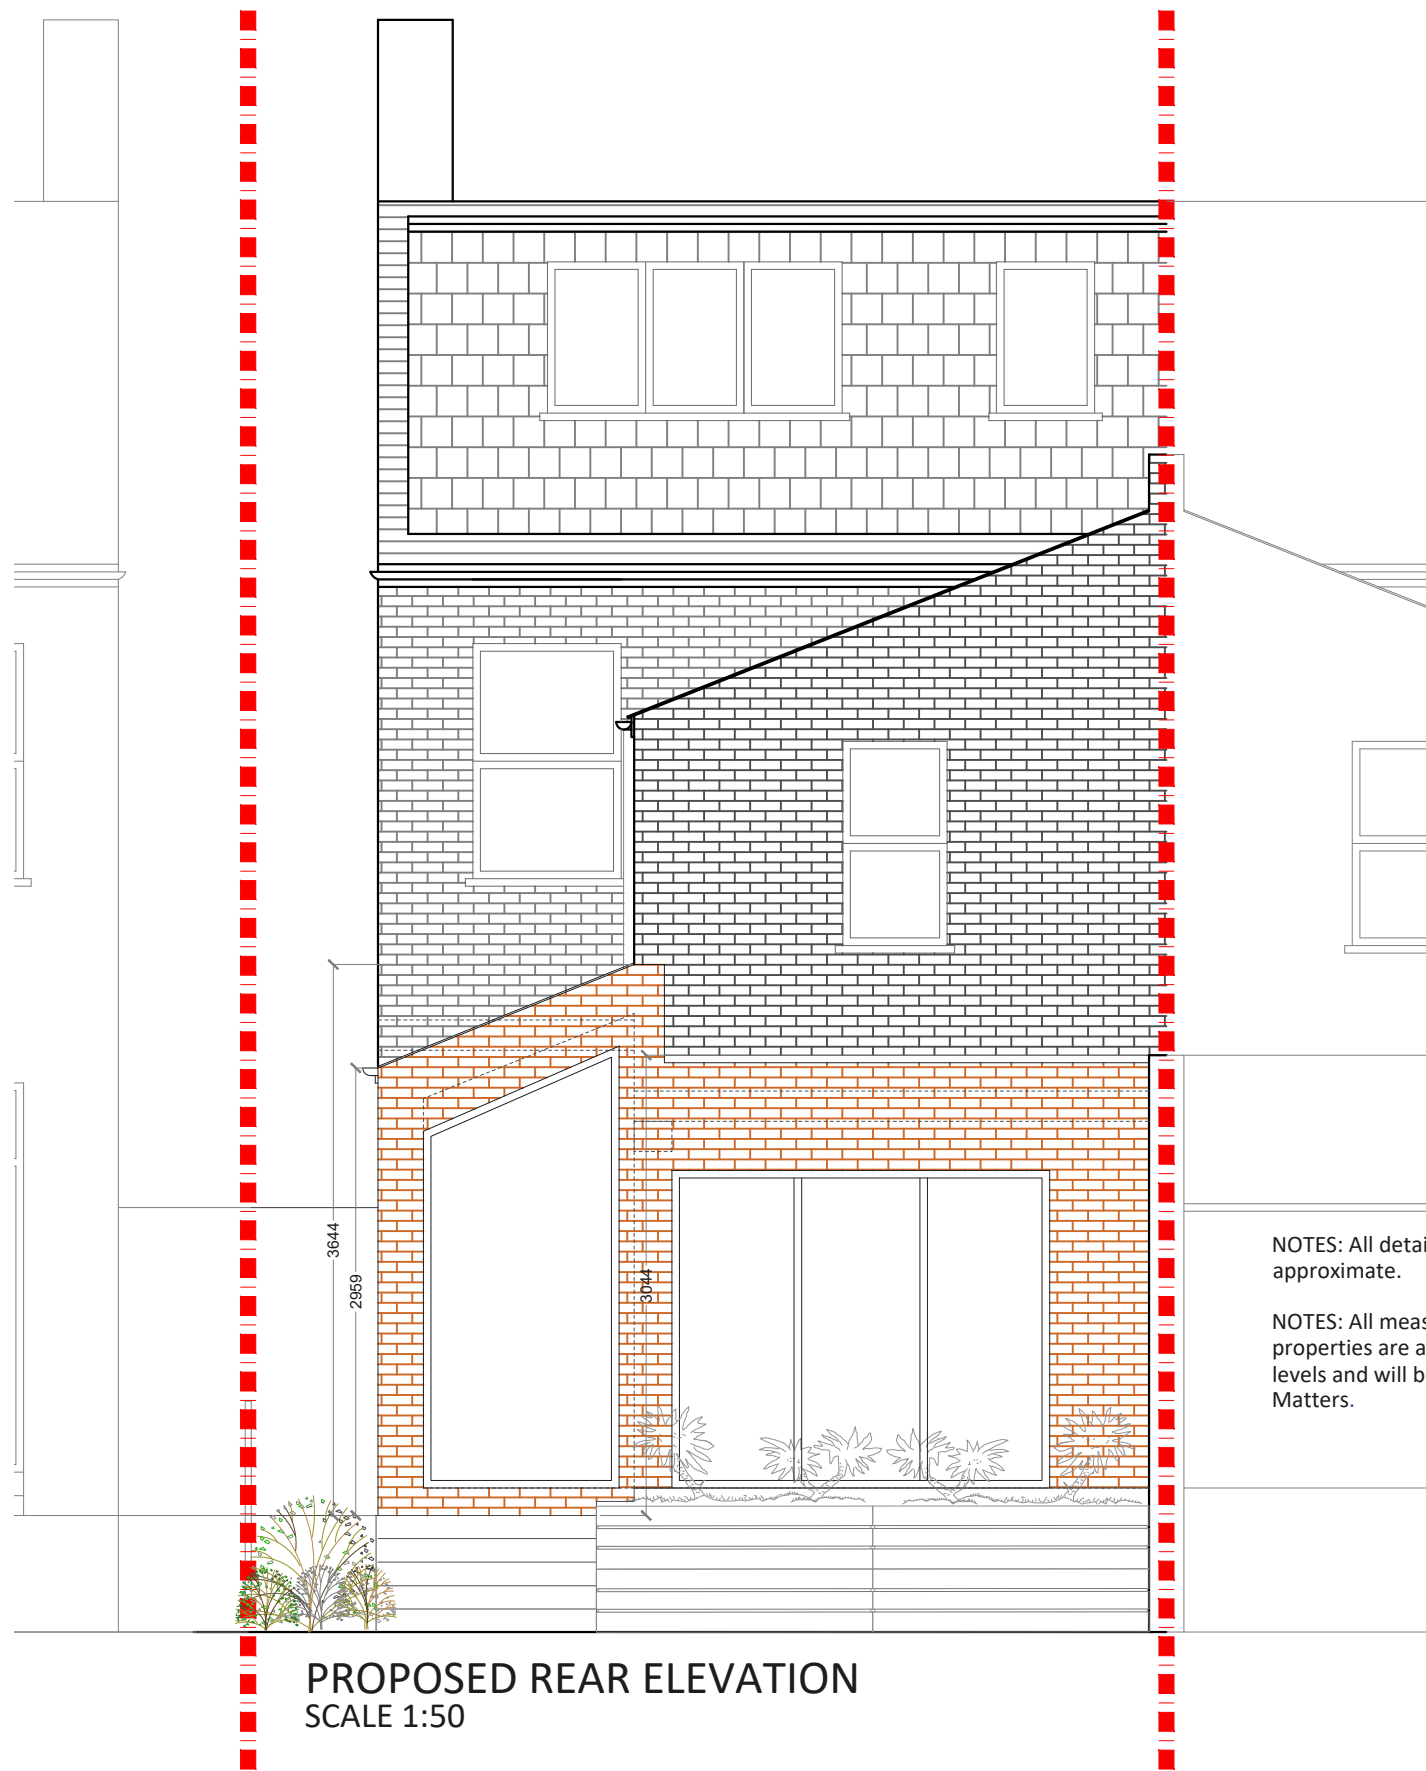 3644
2959
3044
NOTES: All detai
approximate.
NOTES: All meas
properties are a
levels and will b
Matters.
PROPOSED REAR ELEVATION
SCALE 1:50